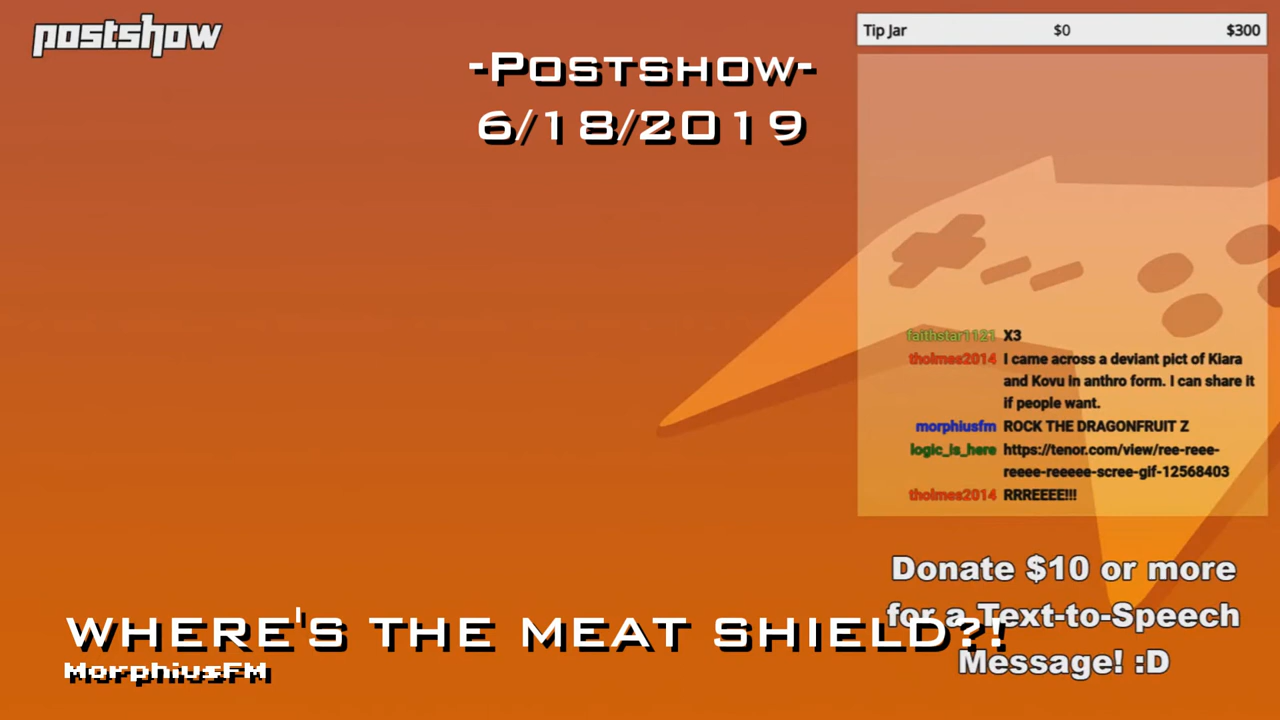 postshow
-Postshow-
6/18/2019
Tip Jar $0 $300
faithstar1121 X3
tholmes2014 I came across a deviant pict of Kiara
and Kovu in anthro form. I can share it
if people want.
morphiusfm ROCK THE DRAGONFRUIT Z
logic_is_here https://tenor.com/view/ree-reee-
reeee-reeeee-scree-gif-12568403
tholmes2014 RRREEEE!!!
Donate $10 or more
for a Text-to-Speech
Message! :D
WHERE'S THE MEAT SHIELD?!
MorphiusFM